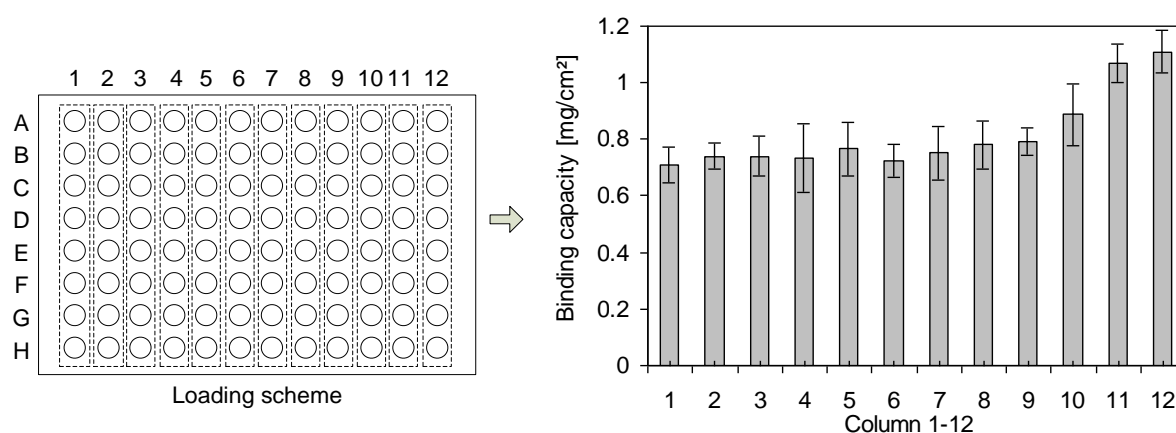 1 2 3 4 5 6 7 8 9 10 11 12
A
B
C
D
E
F
G
H
Loading scheme
Binding capacity [mg/cm²]
1.2
1
0.8
0.6
0.4
0.2
0
1 2 3 4 5 6 7 8 9 10 11 12
Column 1-12